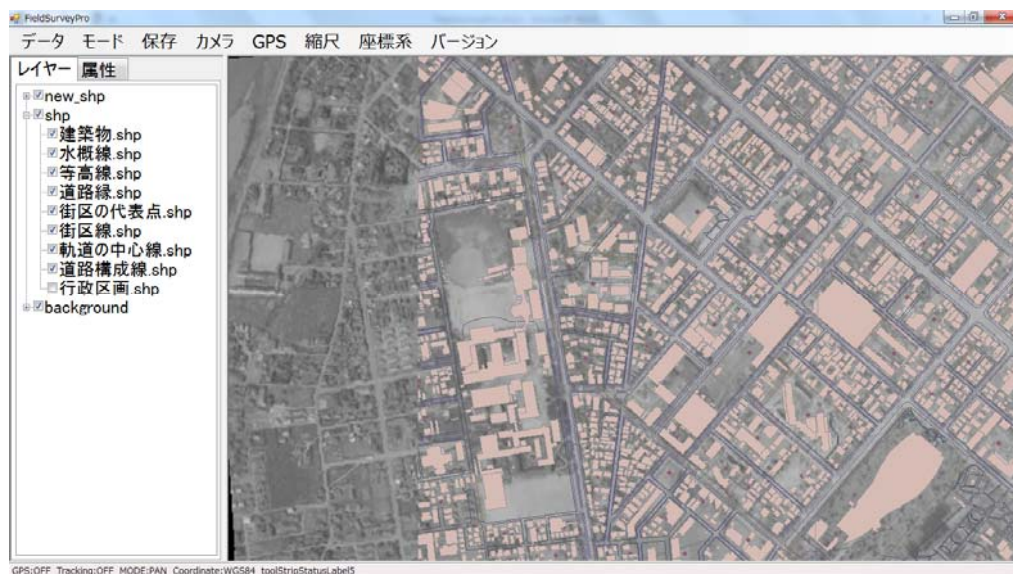 FieldSurveyPro
データ モード 保存 カメラ GPS 縮尺 座標系 バージョン
レイヤー 属性
new_shp
shp
建築物.shp
水概線.shp
等高線.shp
道路縁.shp
街区の代表点.shp
街区線.shp
軌道の中心線.shp
道路構成線.shp
行政区画.shp
background
GPS:OFF Tracking:OFF MODE:PAN Coordinate:WGS84 toolStripStatusLabel5